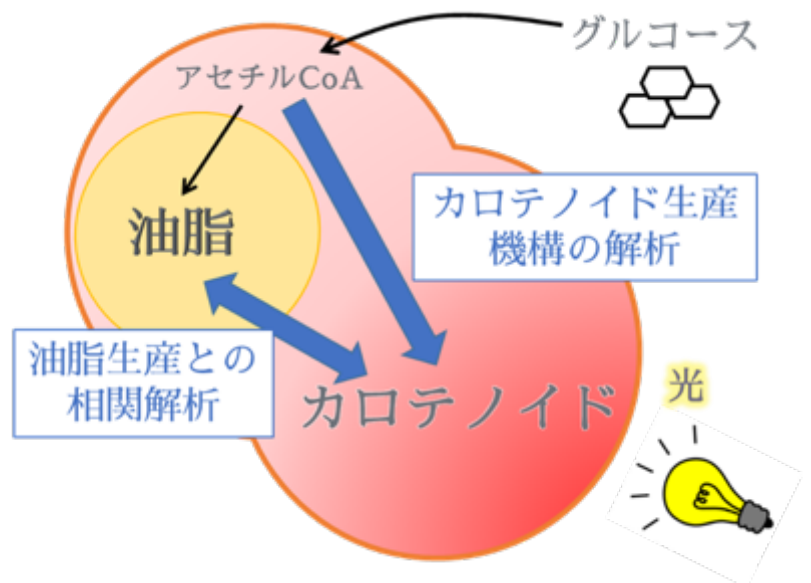 グルコース
アセチルCoA
油脂
カロテノイド生産
機構の解析
油脂生産との
相関解析
カロテノイド
光